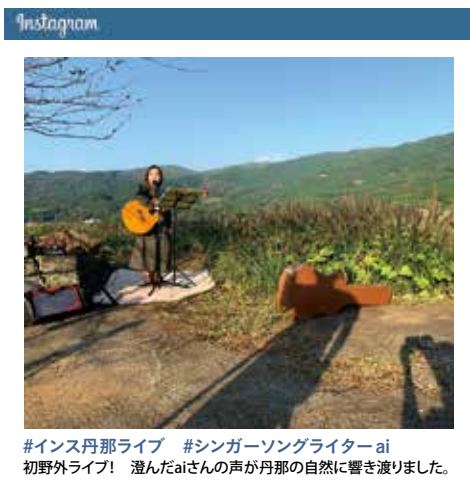 Instagram
#インス丹那ライブ　#シンガーソングライターai
初野外ライブ！　澄んだaiさんの声が丹那の自然に響き渡りました。